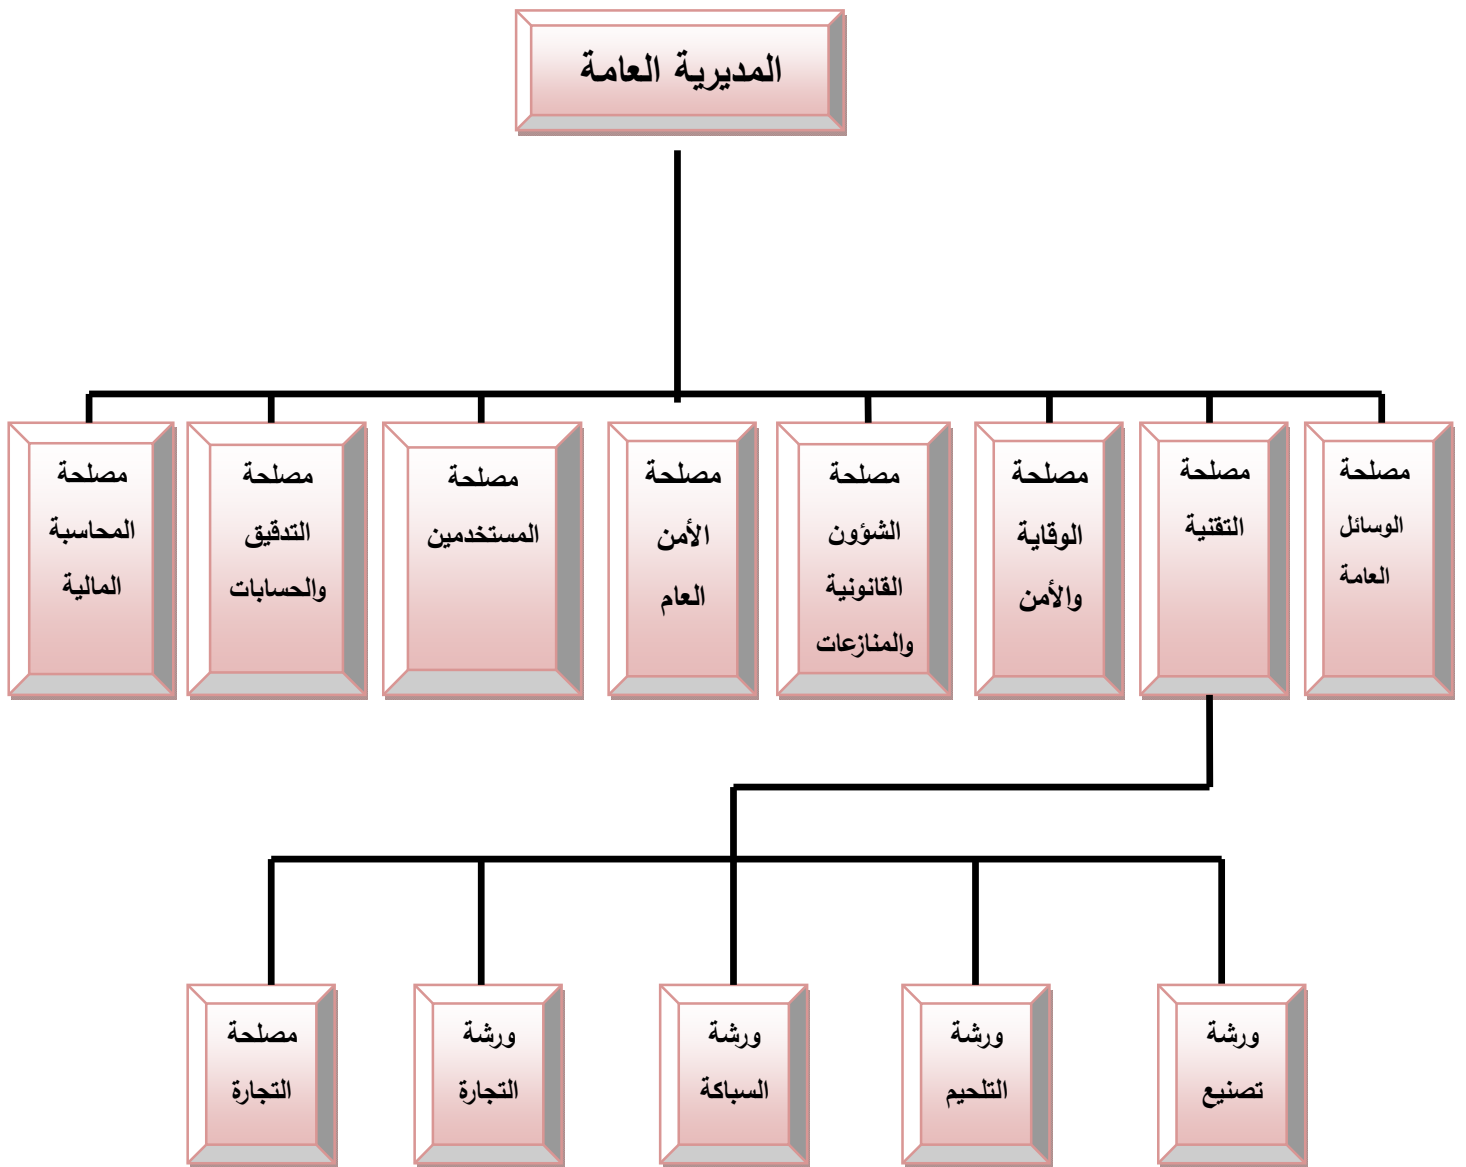 المديرية العامة
مصلحة
الوسائل
العامة
مصلحة
التقنية
مصلحة
الوقاية
والأمن
مصلحة
الشؤون
القانونية
والمنازعات
مصلحة
الأمن
العام
مصلحة
المستخدمين
مصلحة
التدقيق
والحسابات
مصلحة
المحاسبة
المالية
ورشة
تصنيع
ورشة
التلحيم
ورشة
السباكة
ورشة
التجارة
مصلحة
التجارة